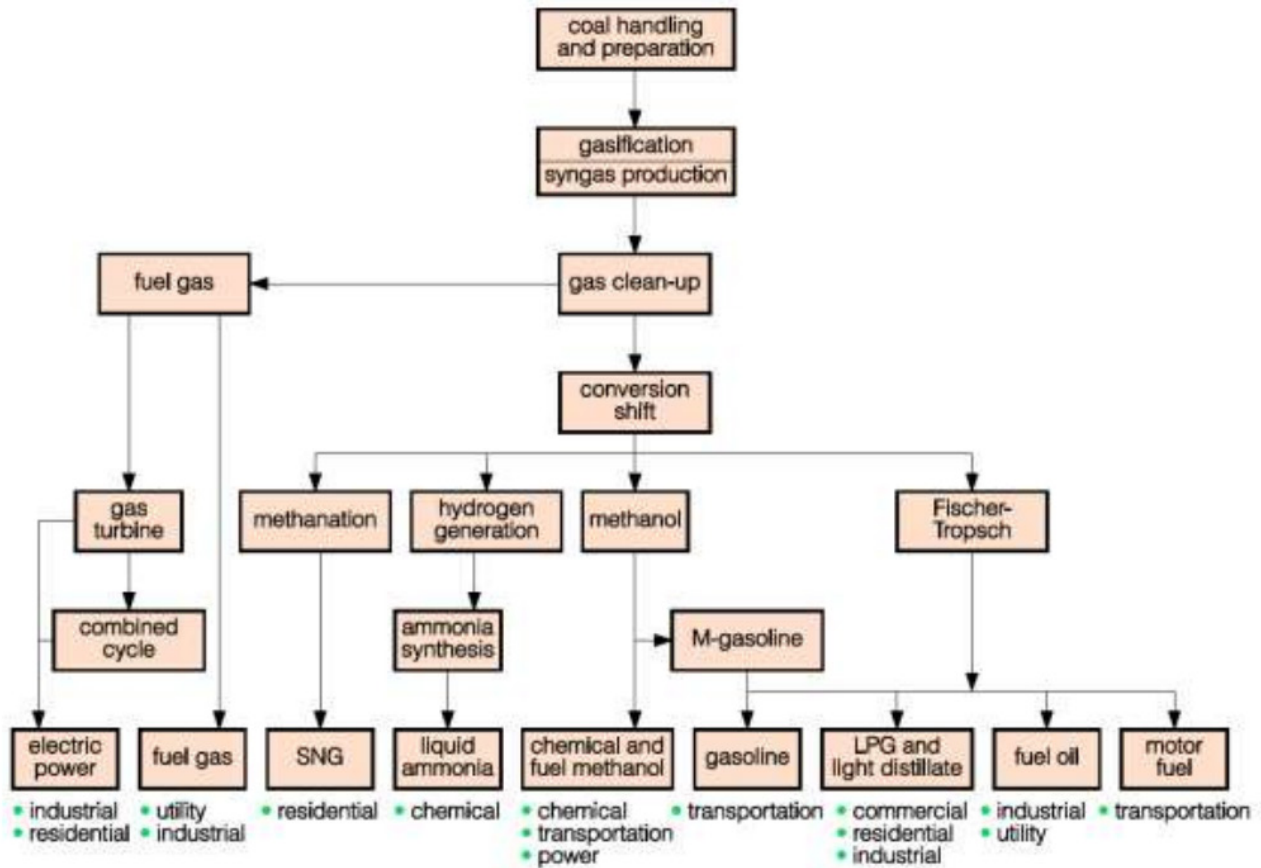 coal handling
and preparation
gasification
syngas production
fuel gas
gas clean-up
conversion
shift
gas
turbine
methanation
hydrogen
generation
methanol
Fischer-
Tropsch
combined
cycle
ammonia
synthesis
M-gasoline
electric
power
fuel gas
SNG
liquid
ammonia
chemical and
fuel methanol
gasoline
LPG and
light distillate
fuel oil
motor
fuel
• industrial
• residential
• utility
• industrial
• residential
• chemical
• chemical
• transportation
• power
• transportation
• commercial
• residential
• industrial
• industrial
• utility
• transportation